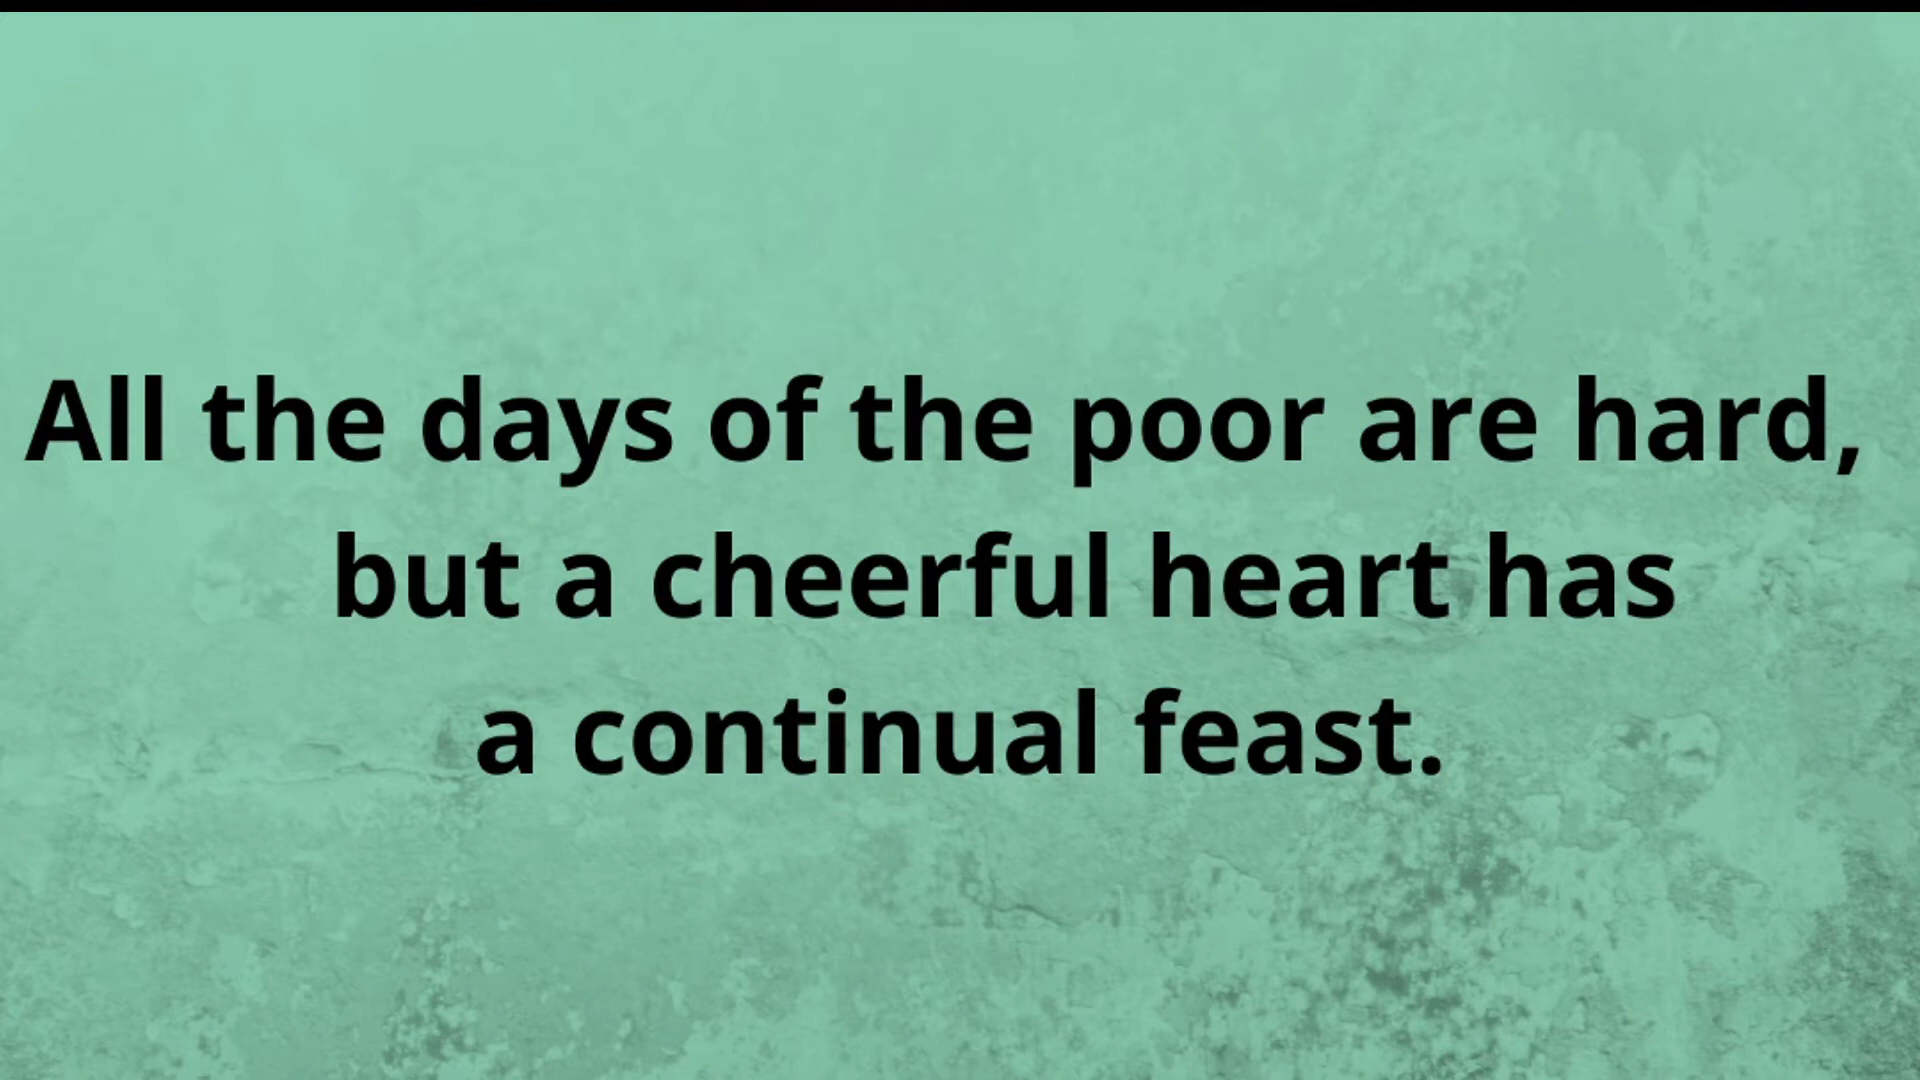 All the days of the poor are hard,
but a cheerful heart has
a continual feast.